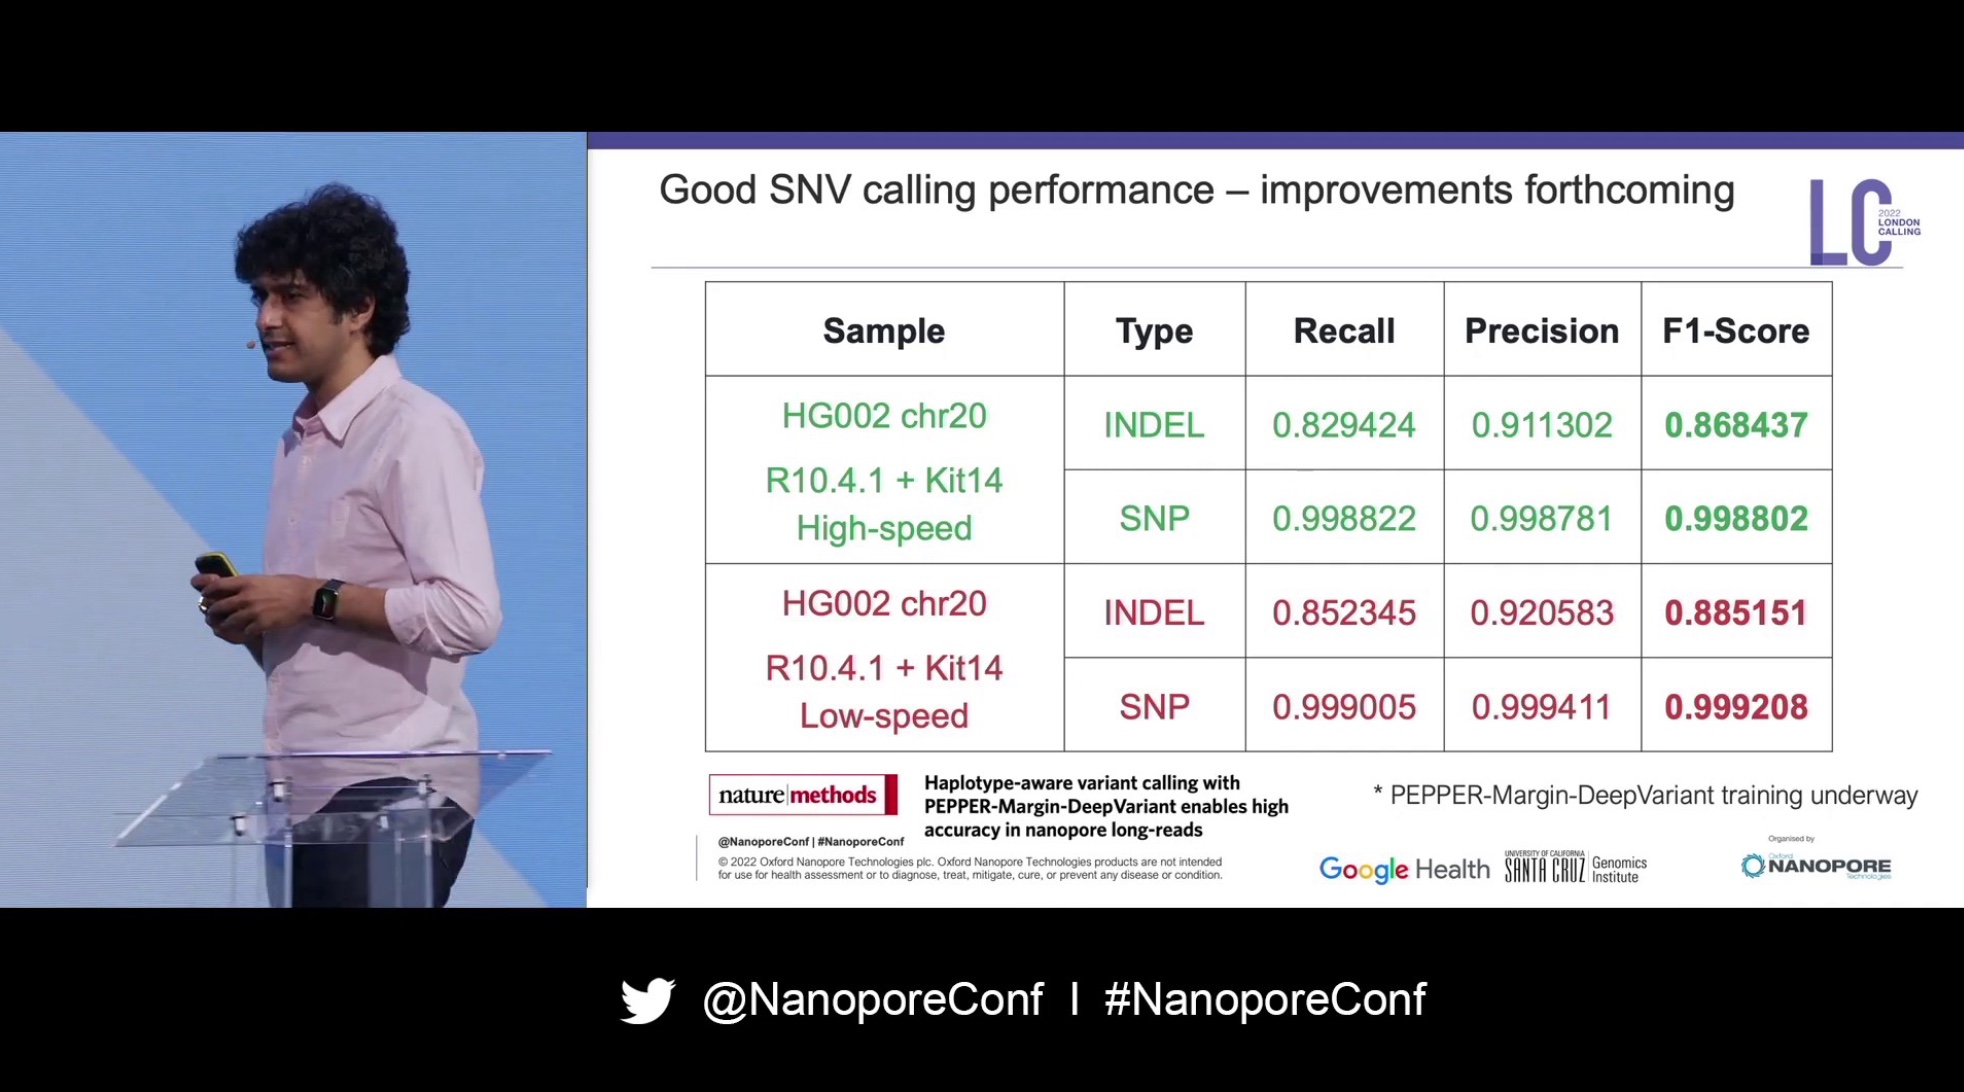 Good SNV calling performance – improvements forthcoming
LC
2022
LONDON
CALLING
Sample Type Recall Precision F1-Score
HG002 chr20
R10.4.1 + Kit14
High-speed
INDEL 0.829424 0.911302 0.868437
SNP 0.998822 0.998781 0.998802
HG002 chr20
R10.4.1 + Kit14
Low-speed
INDEL 0.852345 0.920583 0.885151
SNP 0.999005 0.999411 0.999208
nature|methods
Haplotype-aware variant calling with
PEPPER-Margin-DeepVariant enables high
accuracy in nanopore long-reads
* PEPPER-Margin-DeepVariant training underway
@NanoporeConf | #NanoporeConf
© 2022 Oxford Nanopore Technologies plc. Oxford Nanopore Technologies products are not intended
for use for health assessment or to diagnose, treat, mitigate, cure, or prevent any disease or condition.
Google Health
UNIVERSITY OF CALIFORNIA
SANTA CRUZ
Genomics
Institute
Organised by
Oxford
NANOPORE
Technologies
@NanoporeConf | #NanoporeConf